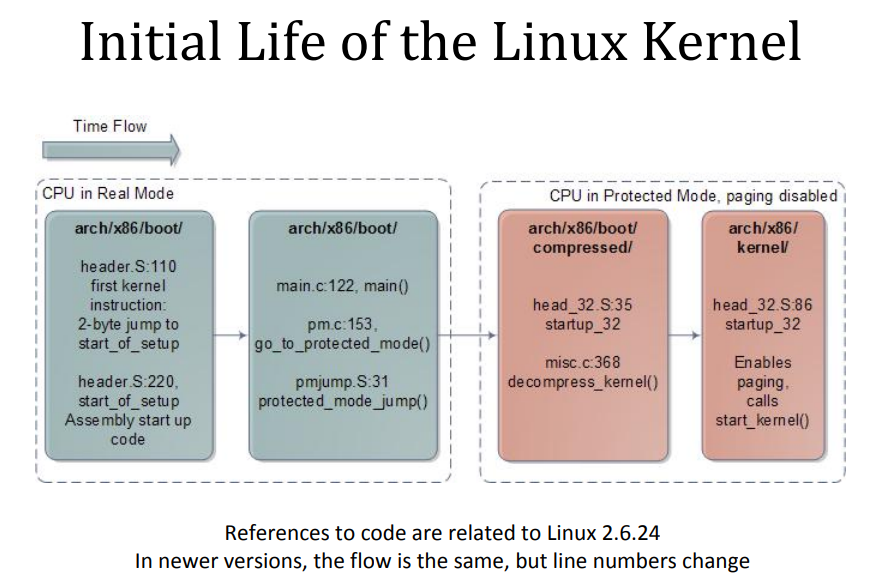 Initial Life of the Linux Kernel
Time Flow
CPU in Real Mode
arch/x86/boot/
header.S:110
first kernel
instruction:
2-byte jump to
start_of_setup
header.S:220,
start_of_setup
Assembly start up
code
arch/x86/boot/
main.c:122, main()
pm.c:153,
go_to_protected_mode()
pmjump.S:31
protected_mode_jump()
CPU in Protected Mode, paging disabled
arch/x86/boot/
compressed/
head_32.S:35
startup_32
misc.c:368
decompress_kernel()
arch/x86/
kernel/
head_32.S:86
startup_32
Enables
paging,
calls
start_kernel()
References to code are related to Linux 2.6.24
In newer versions, the flow is the same, but line numbers change